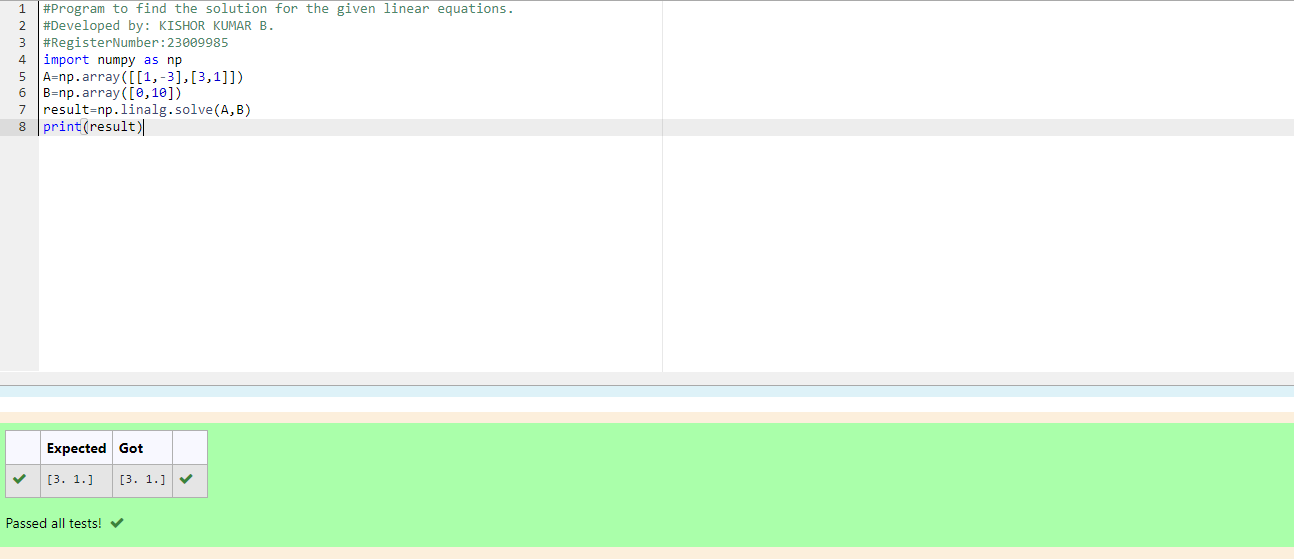 1 #Program to find the solution for the given linear equations.
2 #Developed by: KISHOR KUMAR B.
3 #RegisterNumber:23009985
4 import numpy as np
5 A=np.array([[1,-3],[3,1]])
6 B=np.array([0,10])
7 result=np.linalg.solve(A,B)
8 print(result)
Expected Got
[3. 1.] [3. 1.]
Passed all tests!